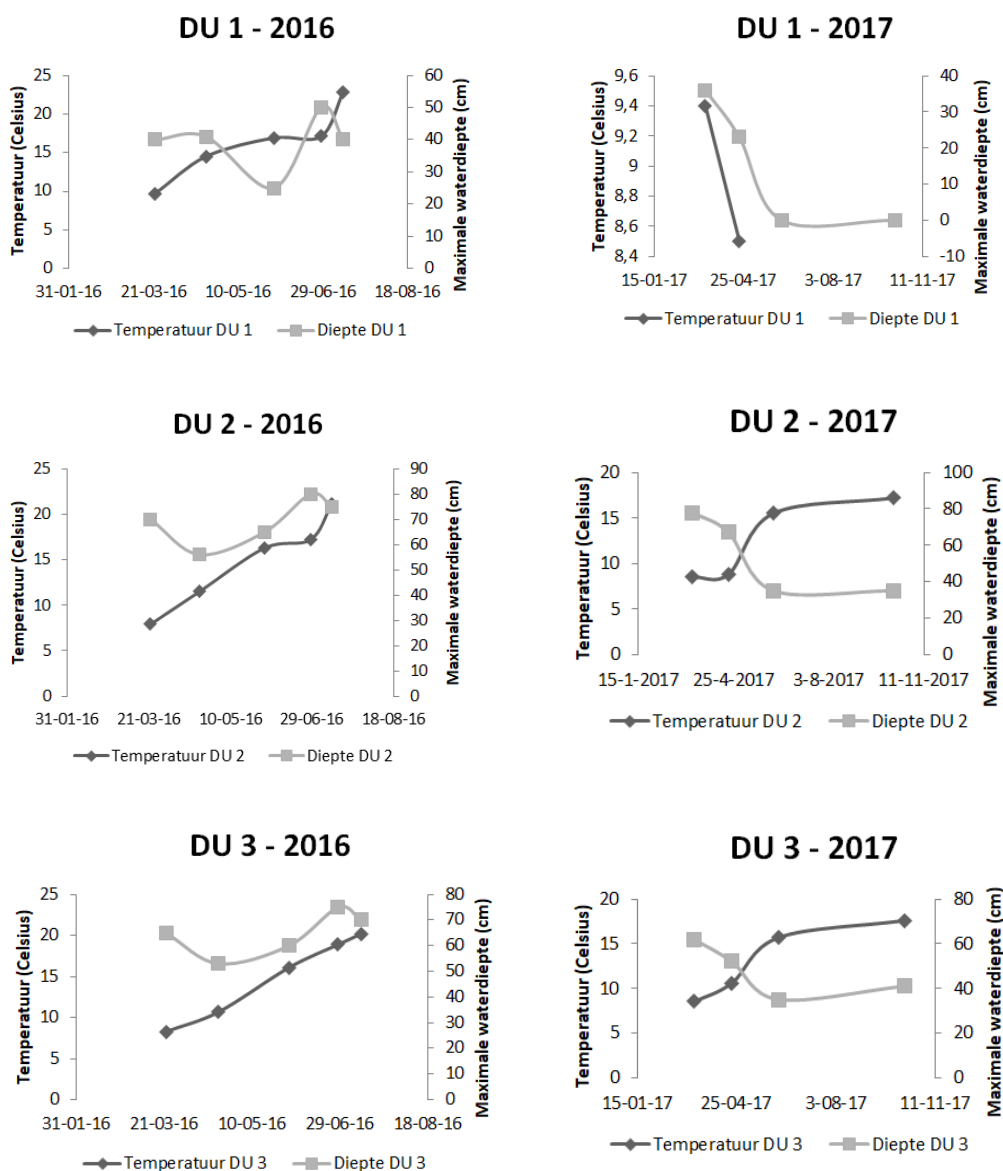 DU 1 - 2016
Temperatuur (Celsius)
25
20
15
10
5
0
60
50
40
30
20
10
0
Maximale waterdiepte (cm)
31-01-16 21-03-16 10-05-16 29-06-16 18-08-16
Temperatuur DU 1 Diepte DU 1
DU 1 - 2017
Temperatuur (Celsius)
9,6
9,4
9,2
9
8,8
8,6
8,4
40
30
20
10
0
-10
Maximale waterdiepte (cm)
15-01-17 25-04-17 3-08-17 11-11-17
Temperatuur DU 1 Diepte DU 1
DU 2 - 2016
Temperatuur (Celsius)
25
20
15
10
5
0
90
80
70
60
50
40
30
20
10
0
Maximale waterdiepte (cm)
31-01-16 21-03-16 10-05-16 29-06-16 18-08-16
Temperatuur DU 2 Diepte DU 2
DU 2 - 2017
Temperatuur (Celsius)
20
15
10
5
0
100
80
60
40
20
0
Maximale waterdiepte (cm)
15-1-2017 25-4-2017 3-8-2017 11-11-2017
Temperatuur DU 2 Diepte DU 2
DU 3 - 2016
Temperatuur (Celsius)
25
20
15
10
5
0
80
70
60
50
40
30
20
10
0
Maximale waterdiepte (cm)
31-01-16 21-03-16 10-05-16 29-06-16 18-08-16
Temperatuur DU 3 Diepte DU 3
DU 3 - 2017
Temperatuur (Celsius)
20
15
10
5
0
80
60
40
20
0
Maximale waterdiepte (cm)
15-01-17 25-04-17 3-08-17 11-11-17
Temperatuur DU 3 Diepte DU 3